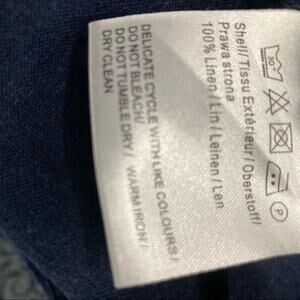 30
P
Shell/Tissu Extérieur/Oberstoff/
Prawa strona
100% Linen/Lin/Leinen/Len
DELICATE CYCLE WITH LIKE COLOURS/
DO NOT BLEACH/
DO NOT TUMBLE DRY/ WARM IRON/
DRY CLEAN